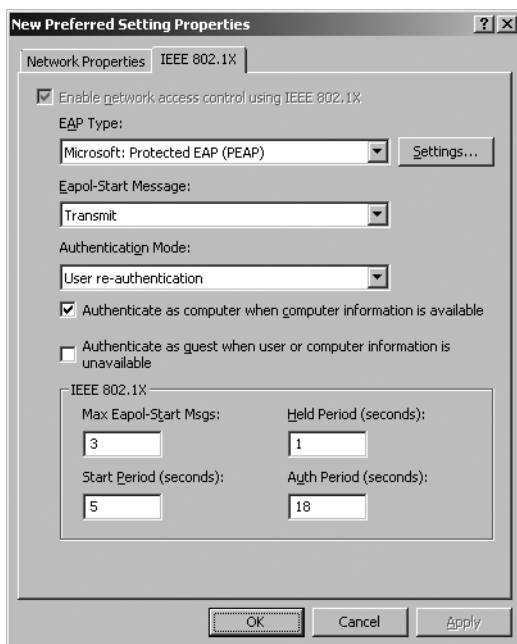 New Preferred Setting Properties
Network Properties
IEEE 802.1X
Enable network access control using IEEE 802.1X
EAP Type:
Microsoft: Protected EAP (PEAP)
Settings...
Eapol-Start Message:
Transmit
Authentication Mode:
User re-authentication
Authenticate as computer when computer information is available
Authenticate as guest when user or computer information is
unavailable
IEEE 802.1X
Max Eapol-Start Msgs:
Held Period (seconds):
3
1
Start Period (seconds):
Auth Period (seconds):
5
18
OK
Cancel
Apply